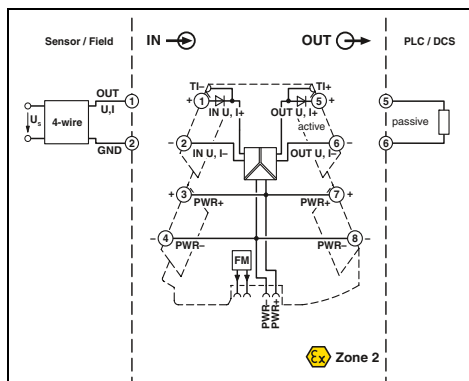 Sensor / Field
IN
OUT
PLC / DCS
TI–
TI+
OUT
1
+
1
5
+
5
U,I
IN U, I+
OUT U, I+
Us
4-wire
active
passive
–
2
6
–
2
GND
IN U, I–
OUT U, I–
6
+
3
7
+
PWR+
PWR+
–
4
8
–
PWR–
PWR–
FM
PWR–
PWR+
Ex
Zone 2